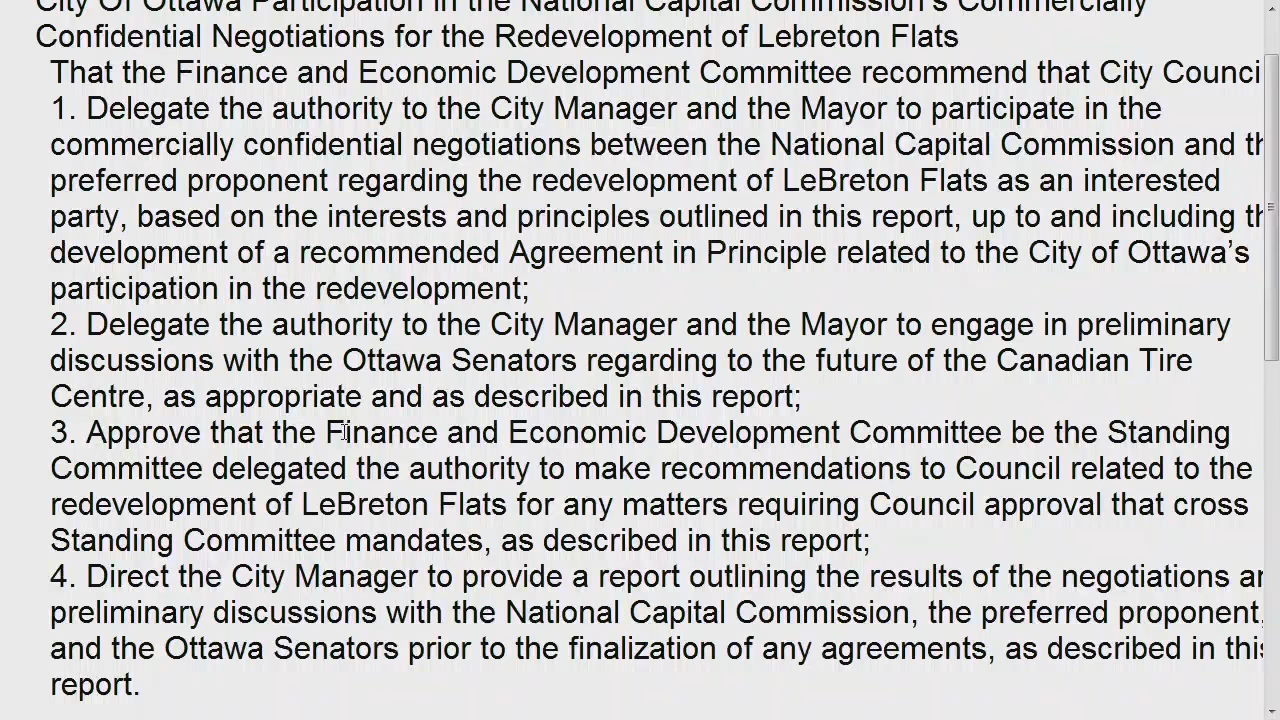 City Of Ottawa Participation in the National Capital Commission's Commercially
Confidential Negotiations for the Redevelopment of Lebreton Flats
That the Finance and Economic Development Committee recommend that City Counci
1. Delegate the authority to the City Manager and the Mayor to participate in the
commercially confidential negotiations between the National Capital Commission and th
preferred proponent regarding the redevelopment of LeBreton Flats as an interested
party, based on the interests and principles outlined in this report, up to and including th
development of a recommended Agreement in Principle related to the City of Ottawa’s
participation in the redevelopment;
2. Delegate the authority to the City Manager and the Mayor to engage in preliminary
discussions with the Ottawa Senators regarding to the future of the Canadian Tire
Centre, as appropriate and as described in this report;
3. Approve that the Finance and Economic Development Committee be the Standing
Committee delegated the authority to make recommendations to Council related to the
redevelopment of LeBreton Flats for any matters requiring Council approval that cross
Standing Committee mandates, as described in this report;
4. Direct the City Manager to provide a report outlining the results of the negotiations an
preliminary discussions with the National Capital Commission, the preferred proponent,
and the Ottawa Senators prior to the finalization of any agreements, as described in this
report.